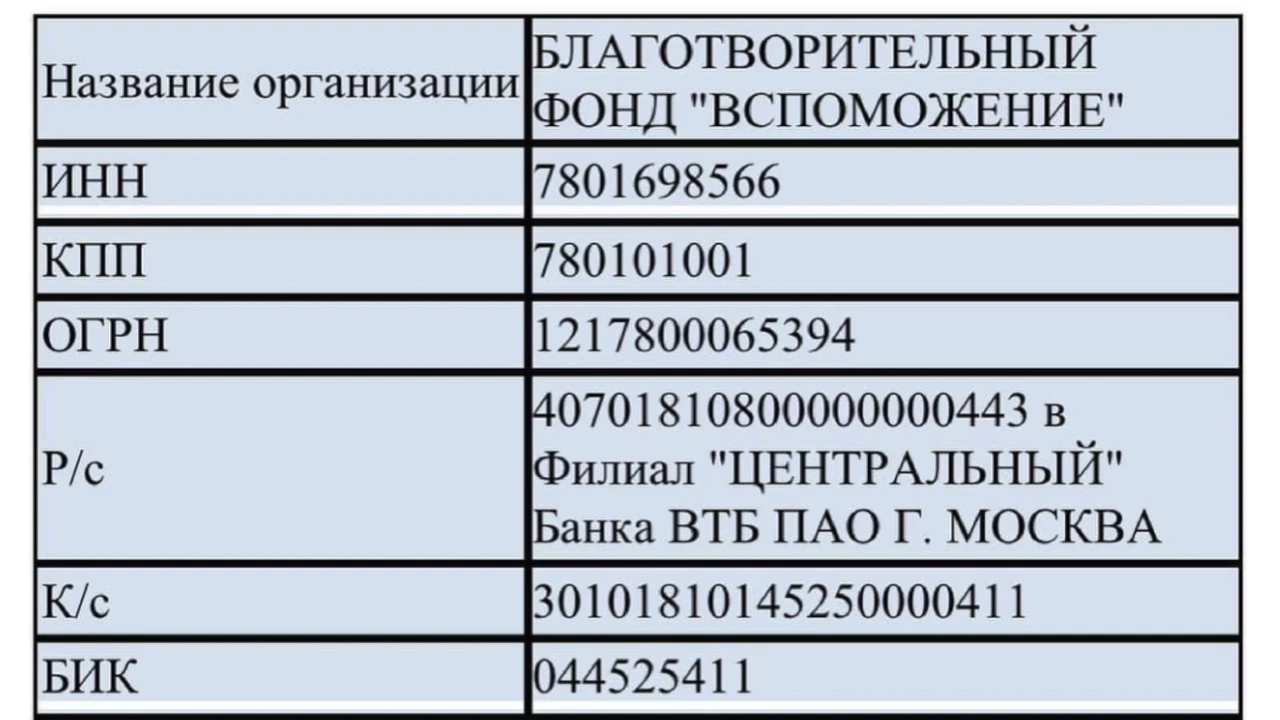 Название организации
БЛАГОТВОРИТЕЛЬНЫЙ
ФОНД "ВСПОМОЖЕНИЕ"
ИНН
7801698566
КПП
780101001
ОГРН
1217800065394
Р/с
40701810800000000443 в
Филиал "ЦЕНТРАЛЬНЫЙ"
Банка ВТБ ПАО Г. МОСКВА
К/с
30101810145250000411
БИК
044525411